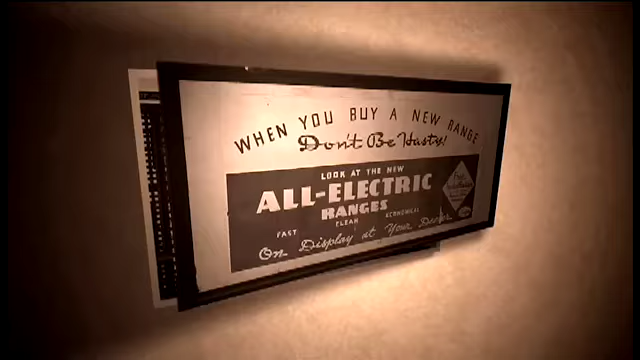 WHEN YOU BUY A NEW RANGE
Don't Be Hasty!
LOOK AT THE NEW
ALL-ELECTRIC
RANGES
FAST CLEAN ECONOMICAL
On Display at Your Dealer